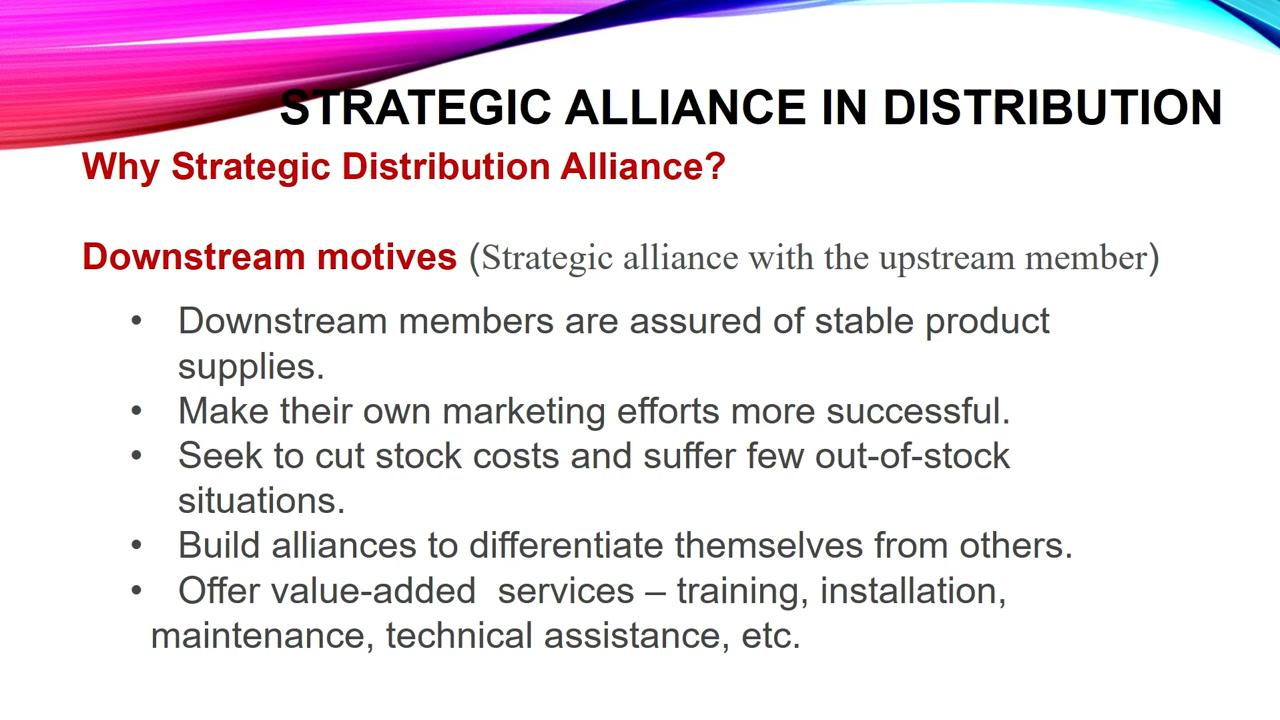 STRATEGIC ALLIANCE IN DISTRIBUTION
Why Strategic Distribution Alliance?
Downstream motives (Strategic alliance with the upstream member)
• Downstream members are assured of stable product
supplies.
• Make their own marketing efforts more successful.
• Seek to cut stock costs and suffer few out-of-stock
situations.
• Build alliances to differentiate themselves from others.
• Offer value-added services – training, installation,
maintenance, technical assistance, etc.